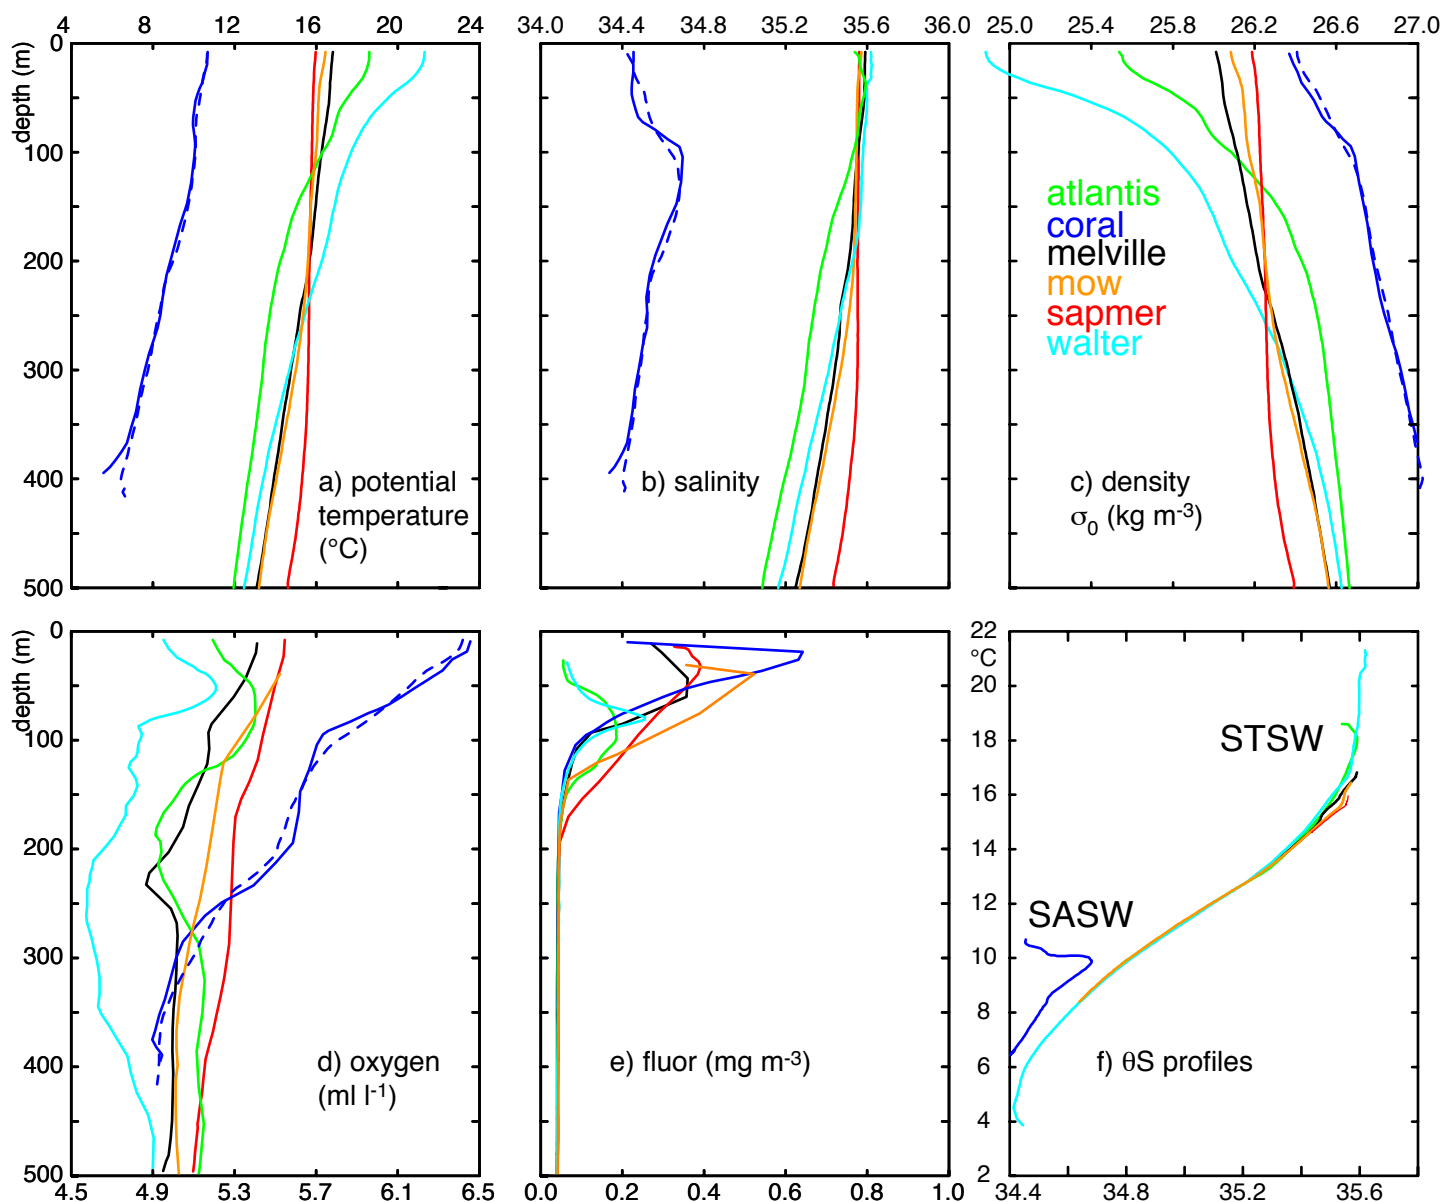 4 8 12 16 20 24
34.0 34.4 34.8 35.2 35.6 36.0
25.0 25.4 25.8 26.2 26.6 27.0
depth (m)
0
100
200
300
400
500
a) potential
temperature
(°C)
b) salinity
atlantis
coral
melville
mow
sapmer
walter
c) density
σ0 (kg m-3)
depth (m)
0
100
200
300
400
500
d) oxygen
(ml l-1)
4.5 4.9 5.3 5.7 6.1 6.5
e) fluor (mg m-3)
0.0 0.2 0.4 0.6 0.8 1.0
22
°C
20
18
16
14
12
10
8
6
4
2
STSW
SASW
f) θS profiles
34.4 34.8 35.2 35.6